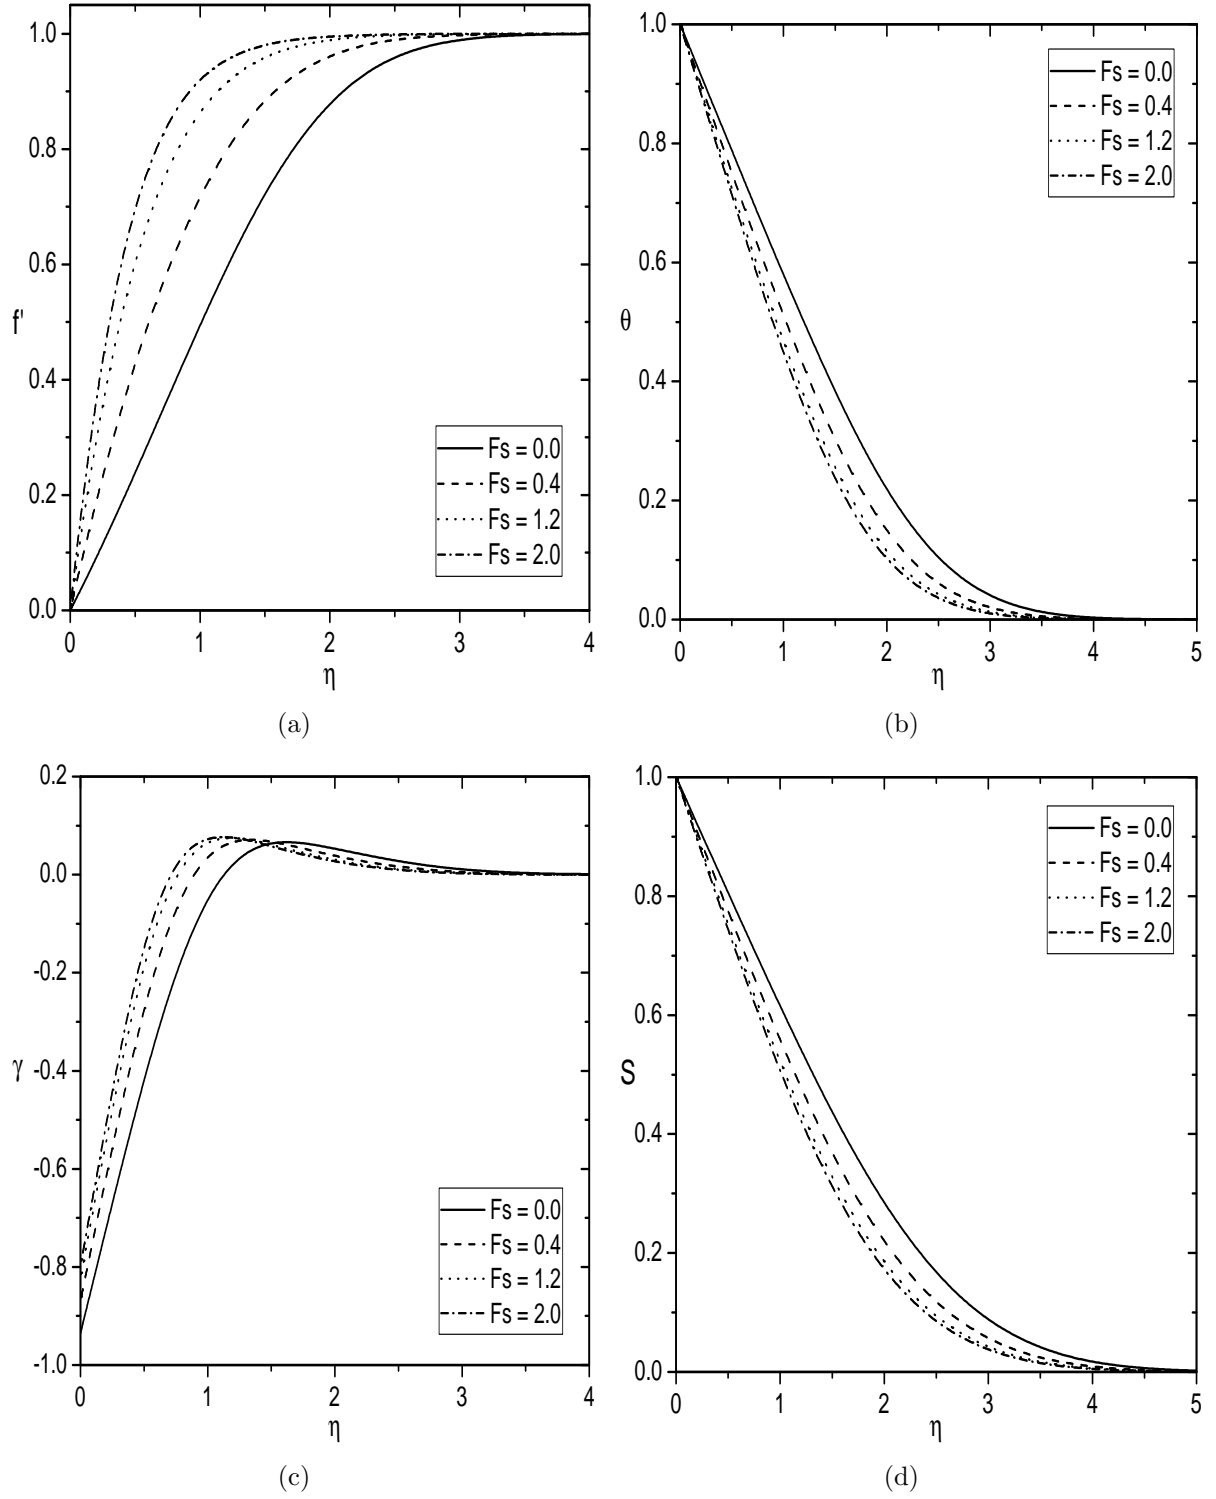 1.0
0.8
0.6
f'
0.4
0.2
0.0
0 1 2 3 4
η
Fs = 0.0
Fs = 0.4
Fs = 1.2
Fs = 2.0
(a)
1.0
0.8
0.6
θ
0.4
0.2
0.0
0 1 2 3 4 5
η
Fs = 0.0
Fs = 0.4
Fs = 1.2
Fs = 2.0
(b)
0.2
0.0
-0.2
γ -0.4
-0.6
-0.8
-1.0
0 1 2 3 4
η
Fs = 0.0
Fs = 0.4
Fs = 1.2
Fs = 2.0
(c)
1.0
0.8
0.6
S
0.4
0.2
0.0
0 1 2 3 4 5
η
Fs = 0.0
Fs = 0.4
Fs = 1.2
Fs = 2.0
(d)